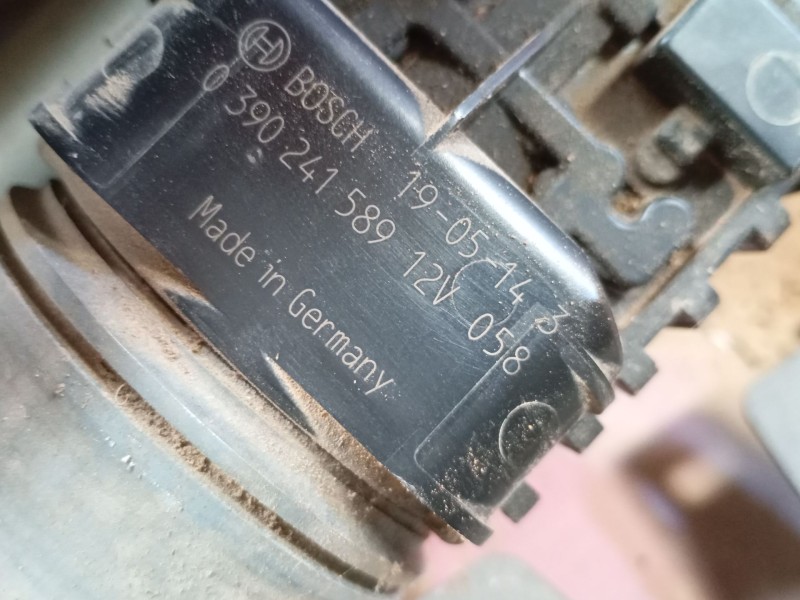 BOSCH 19-05-14 3
0 390 241 589 12V 058
Made in Germany